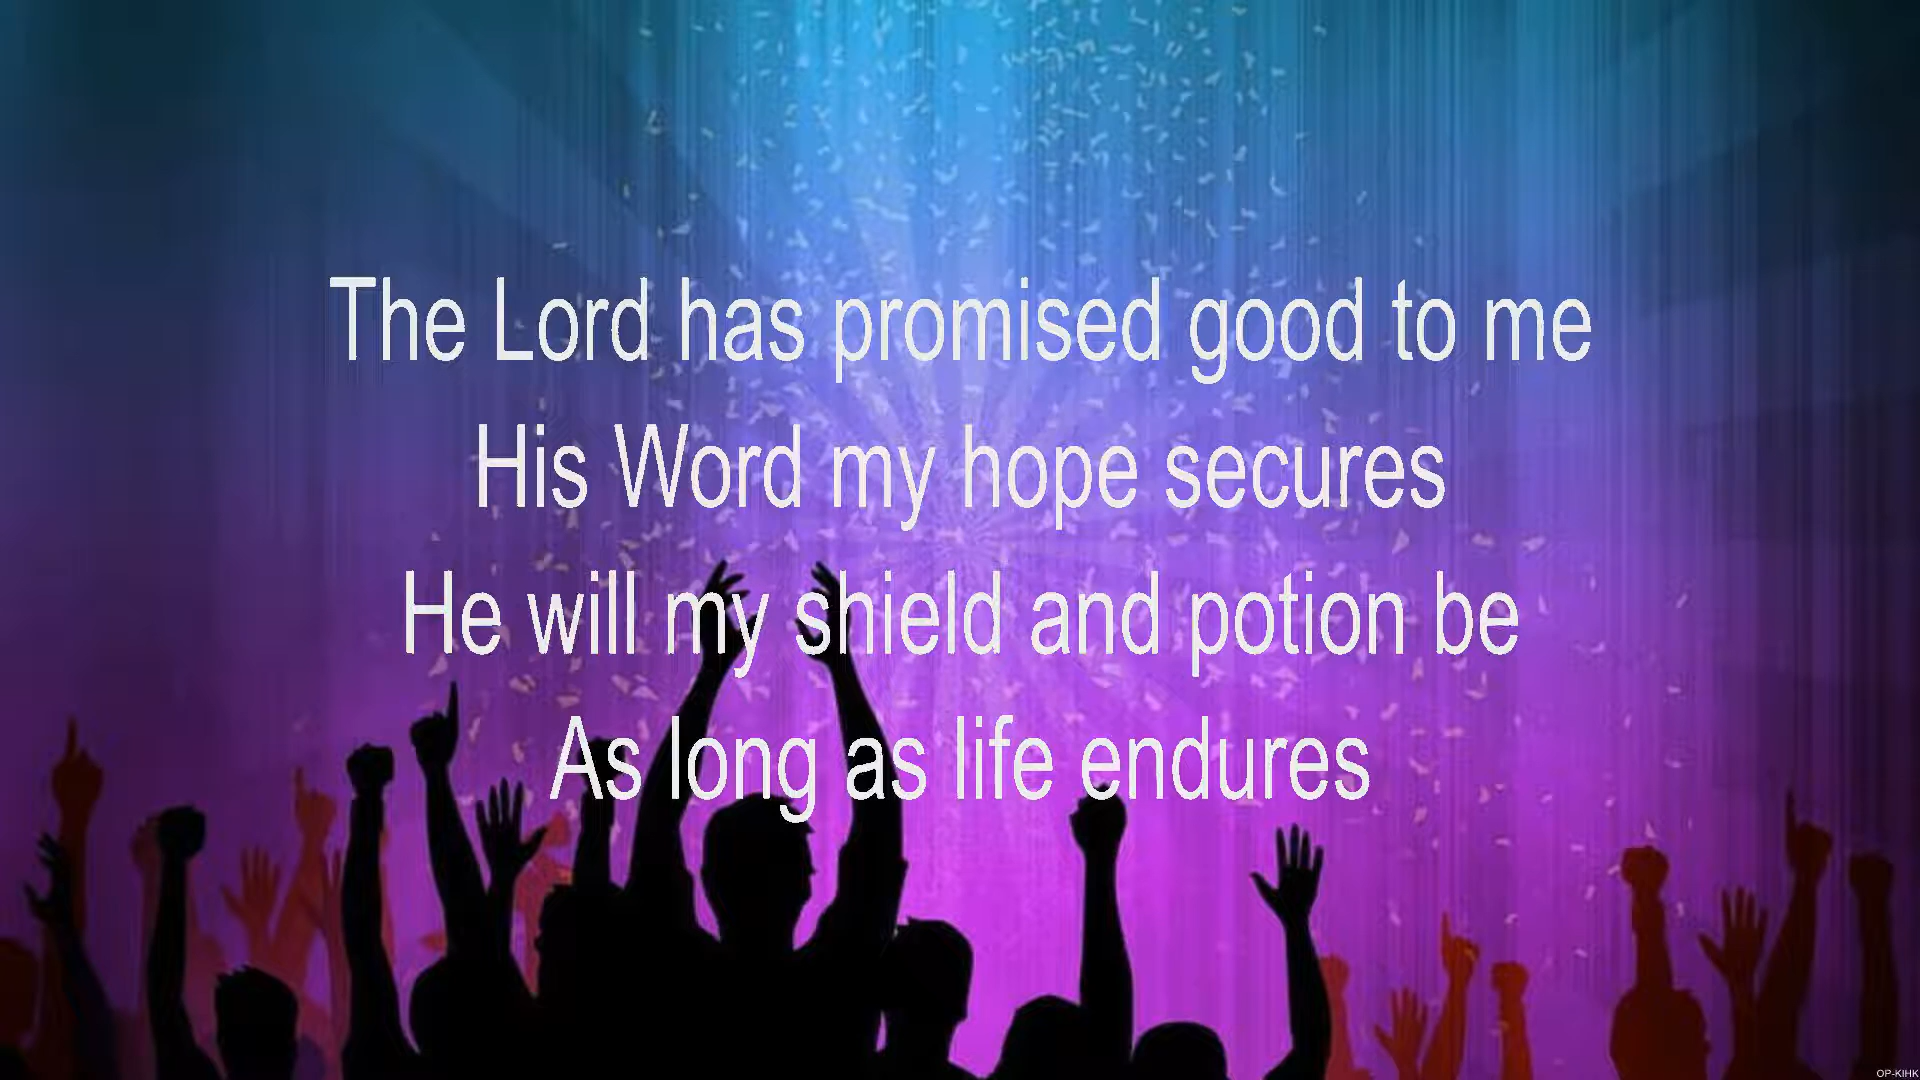 The Lord has promised good to me
His Word my hope secures
He will my shield and potion be
As long as life endures
OP-KIHK